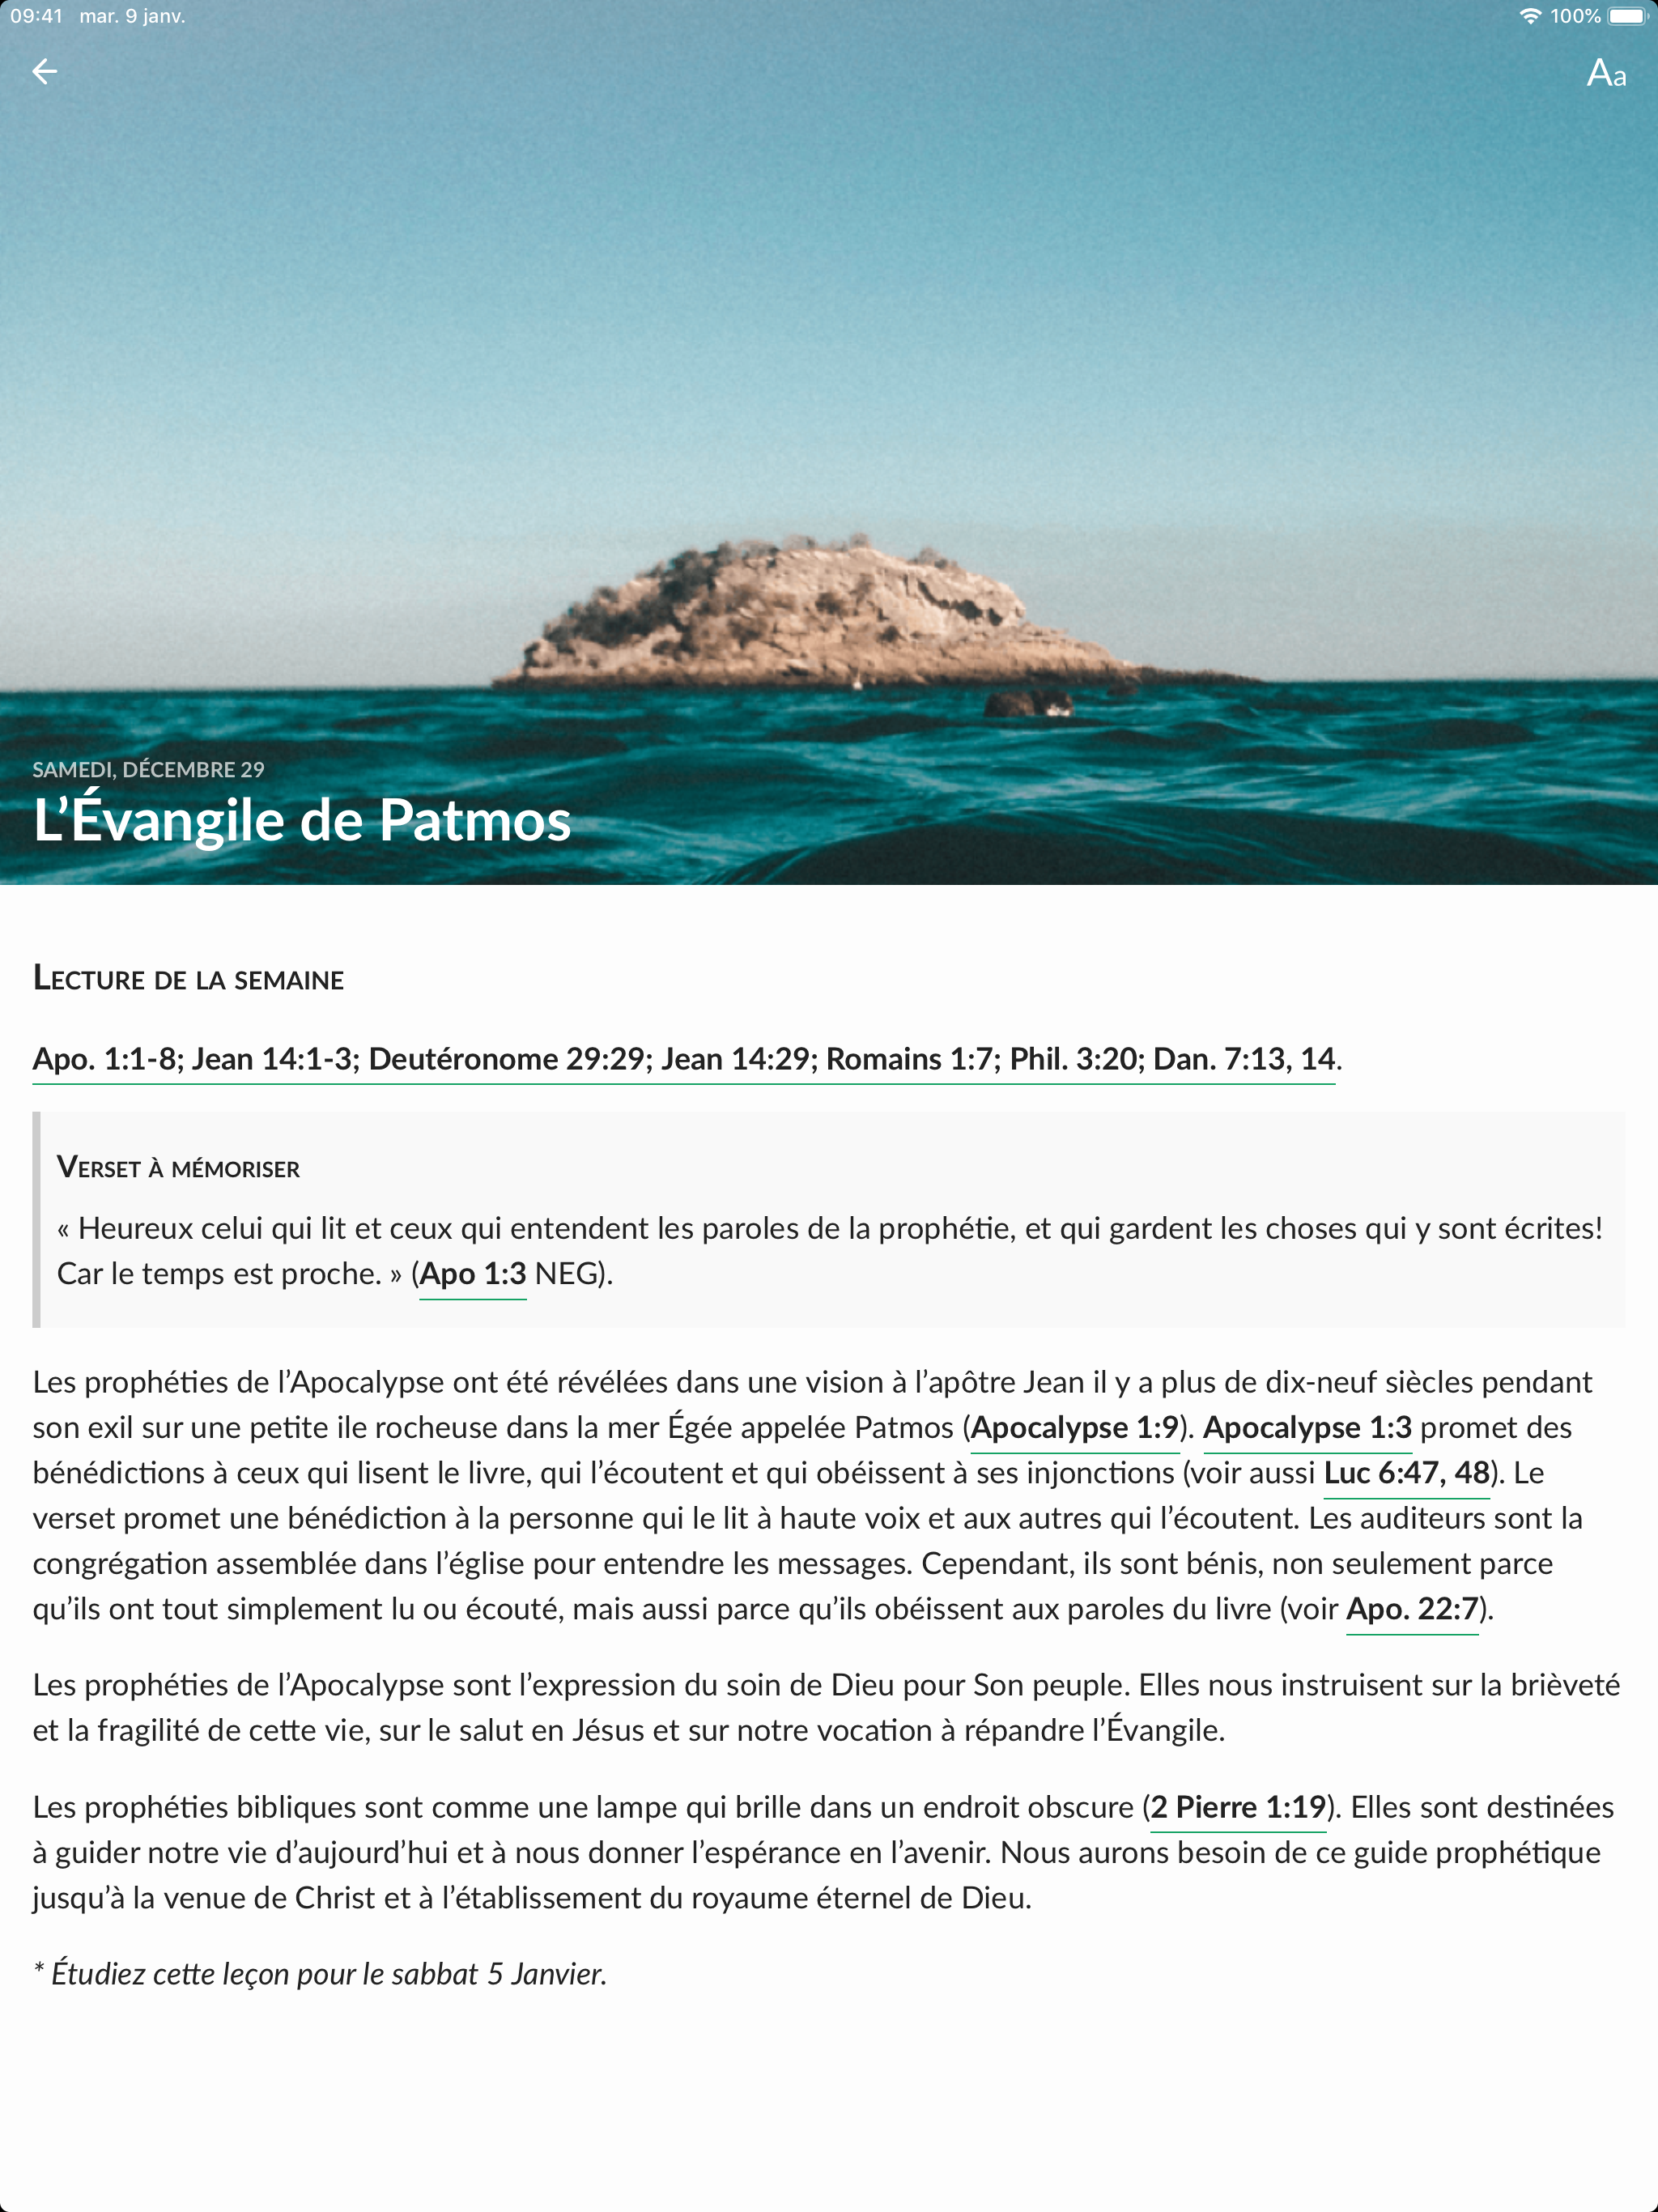 09:41 mar. 9 janv. 100%
Aa
SAMEDI, DÉCEMBRE 29
L’Évangile de Patmos
Lecture de la semaine
Apo. 1:1-8; Jean 14:1-3; Deutéronome 29:29; Jean 14:29; Romains 1:7; Phil. 3:20; Dan. 7:13, 14.
Verset à mémoriser
« Heureux celui qui lit et ceux qui entendent les paroles de la prophétie, et qui gardent les choses qui y sont écrites!
Car le temps est proche. » (Apo 1:3 NEG).
Les prophéties de l’Apocalypse ont été révélées dans une vision à l’apôtre Jean il y a plus de dix-neuf siècles pendant
son exil sur une petite ile rocheuse dans la mer Égée appelée Patmos (Apocalypse 1:9). Apocalypse 1:3 promet des
bénédictions à ceux qui lisent le livre, qui l’écoutent et qui obéissent à ses injonctions (voir aussi Luc 6:47, 48). Le
verset promet une bénédiction à la personne qui le lit à haute voix et aux autres qui l’écoutent. Les auditeurs sont la
congrégation assemblée dans l’église pour entendre les messages. Cependant, ils sont bénis, non seulement parce
qu’ils ont tout simplement lu ou écouté, mais aussi parce qu’ils obéissent aux paroles du livre (voir Apo. 22:7).
Les prophéties de l’Apocalypse sont l’expression du soin de Dieu pour Son peuple. Elles nous instruisent sur la brièveté
et la fragilité de cette vie, sur le salut en Jésus et sur notre vocation à répandre l’Évangile.
Les prophéties bibliques sont comme une lampe qui brille dans un endroit obscure (2 Pierre 1:19). Elles sont destinées
à guider notre vie d’aujourd’hui et à nous donner l’espérance en l’avenir. Nous aurons besoin de ce guide prophétique
jusqu’à la venue de Christ et à l’établissement du royaume éternel de Dieu.
* Étudiez cette leçon pour le sabbat 5 Janvier.